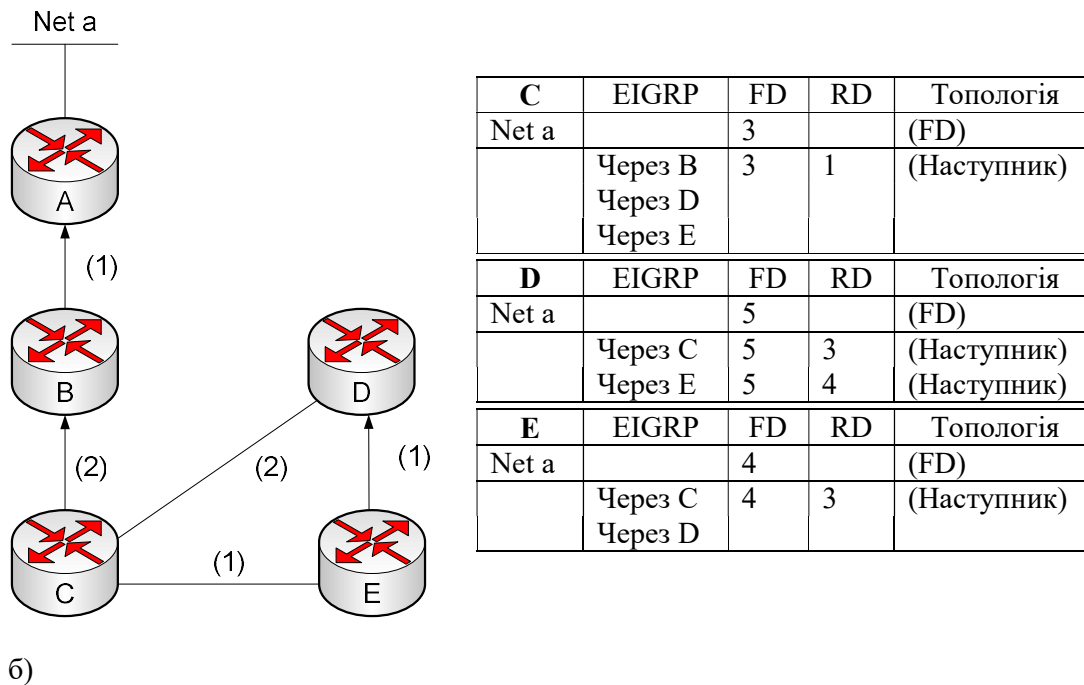 Net a
A
(1)
B
D
(2)
(2)
(1)
C
(1)
E
C EIGRP FD RD Топологія
Net a 3 (FD)
Через B 3 1 (Наступник)
Через D
Через E
D EIGRP FD RD Топологія
Net a 5 (FD)
Через C 5 3 (Наступник)
Через E 5 4 (Наступник)
E EIGRP FD RD Топологія
Net a 4 (FD)
Через C 4 3 (Наступник)
Через D
б)